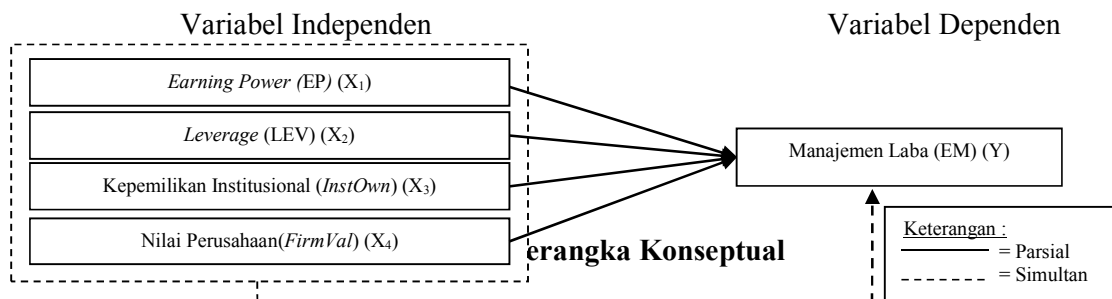 Variabel Independen
Variabel Dependen
Earning Power (EP) (X₁)
Leverage (LEV) (X₂)
Manajemen Laba (EM) (Y)
Kepemilikan Institusional (InstOwn) (X₃)
Nilai Perusahaan(FirmVal) (X₄)
erangka Konseptual
Keterangan :
= Parsial
= Simultan